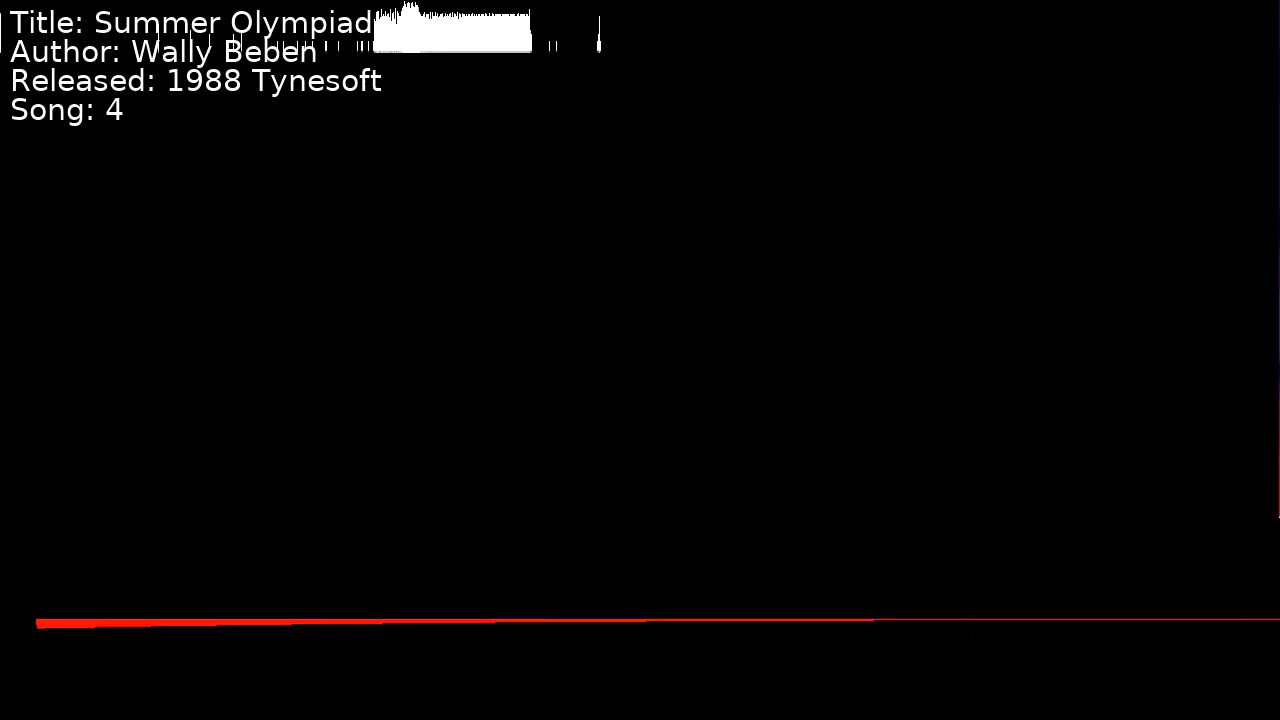 Title: Summer Olympiad
Author: Wally Beben
Released: 1988 Tynesoft
Song: 4